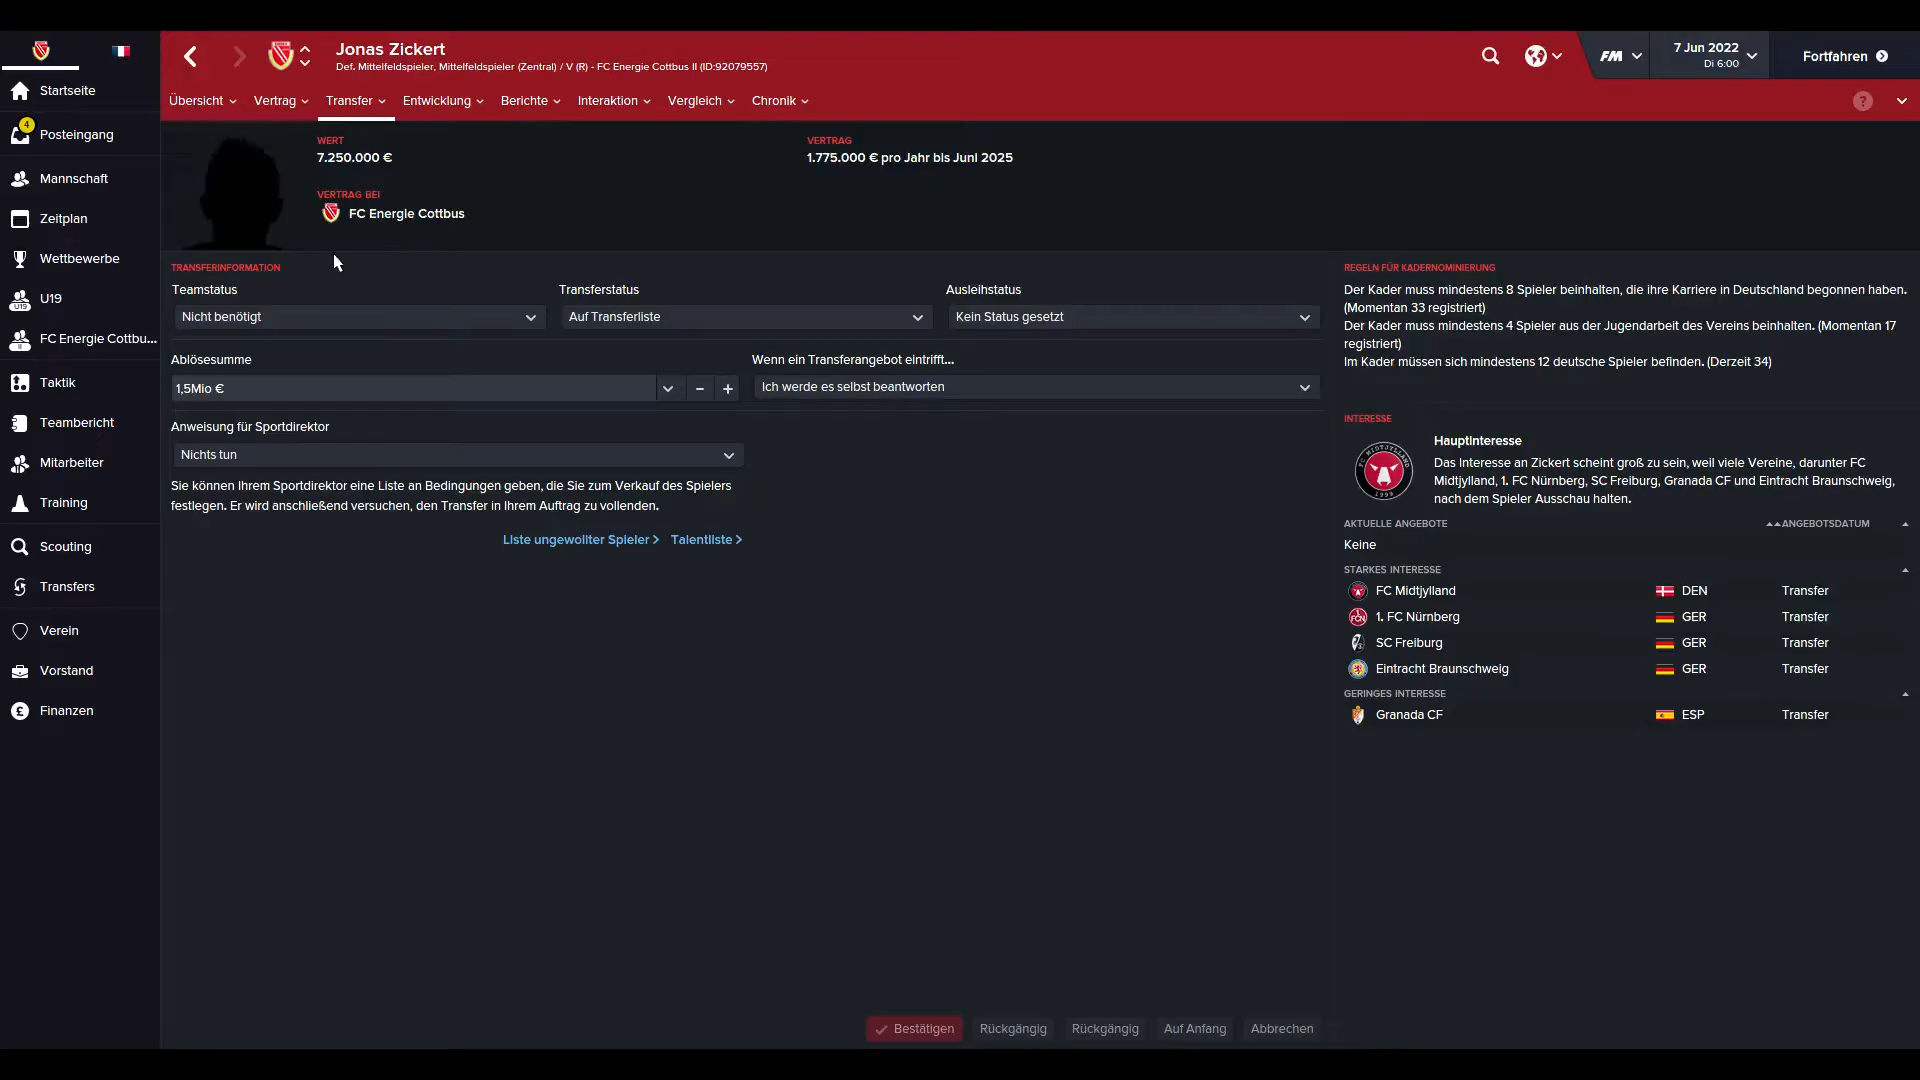 Jonas Zickert
Def. Mittelfeldspieler, Mittelfeldspieler (Zentral) / V (R) - FC Energie Cottbus II (ID:92079557)
FM
7 Jun 2022
Di 6:00
Fortfahren
Übersicht
Vertrag
Transfer
Entwicklung
Berichte
Interaktion
Vergleich
Chronik
?
Startseite
4
Posteingang
Mannschaft
Zeitplan
Wettbewerbe
U19
U19
FC Energie Cottbu...
II
Taktik
Teambericht
Mitarbeiter
Training
Scouting
Transfers
Verein
Vorstand
£
Finanzen
WERT
7.250.000 €
VERTRAG
1.775.000 € pro Jahr bis Juni 2025
VERTRAG BEI
FC Energie Cottbus
TRANSFERINFORMATION
Teamstatus
Transferstatus
Ausleihstatus
Nicht benötigt
Auf Transferliste
Kein Status gesetzt
Ablösesumme
Wenn ein Transferangebot eintrifft...
1,5Mio €
Ich werde es selbst beantworten
Anweisung für Sportdirektor
Nichts tun
Sie können Ihrem Sportdirektor eine Liste an Bedingungen geben, die Sie zum Verkauf des Spielers
festlegen. Er wird anschließend versuchen, den Transfer in Ihrem Auftrag zu vollenden.
Liste ungewollter Spieler
Talentliste
REGELN FÜR KADERNOMINIERUNG
Der Kader muss mindestens 8 Spieler beinhalten, die ihre Karriere in Deutschland begonnen haben.
(Momentan 33 registriert)
Der Kader muss mindestens 4 Spieler aus der Jugendarbeit des Vereins beinhalten. (Momentan 17
registriert)
Im Kader müssen sich mindestens 12 deutsche Spieler befinden. (Derzeit 34)
INTERESSE
FC MIDTJYLLAND
1999
Hauptinteresse
Das Interesse an Zickert scheint groß zu sein, weil viele Vereine, darunter FC
Midtjylland, 1. FC Nürnberg, SC Freiburg, Granada CF und Eintracht Braunschweig,
nach dem Spieler Ausschau halten.
AKTUELLE ANGEBOTE
ANGEBOTSDATUM
Keine
STARKES INTERESSE
FC Midtjylland DEN Transfer
1. FC Nürnberg GER Transfer
SC Freiburg GER Transfer
Eintracht Braunschweig GER Transfer
GERINGES INTERESSE
Granada CF ESP Transfer
Bestätigen
Rückgängig
Rückgängig
Auf Anfang
Abbrechen